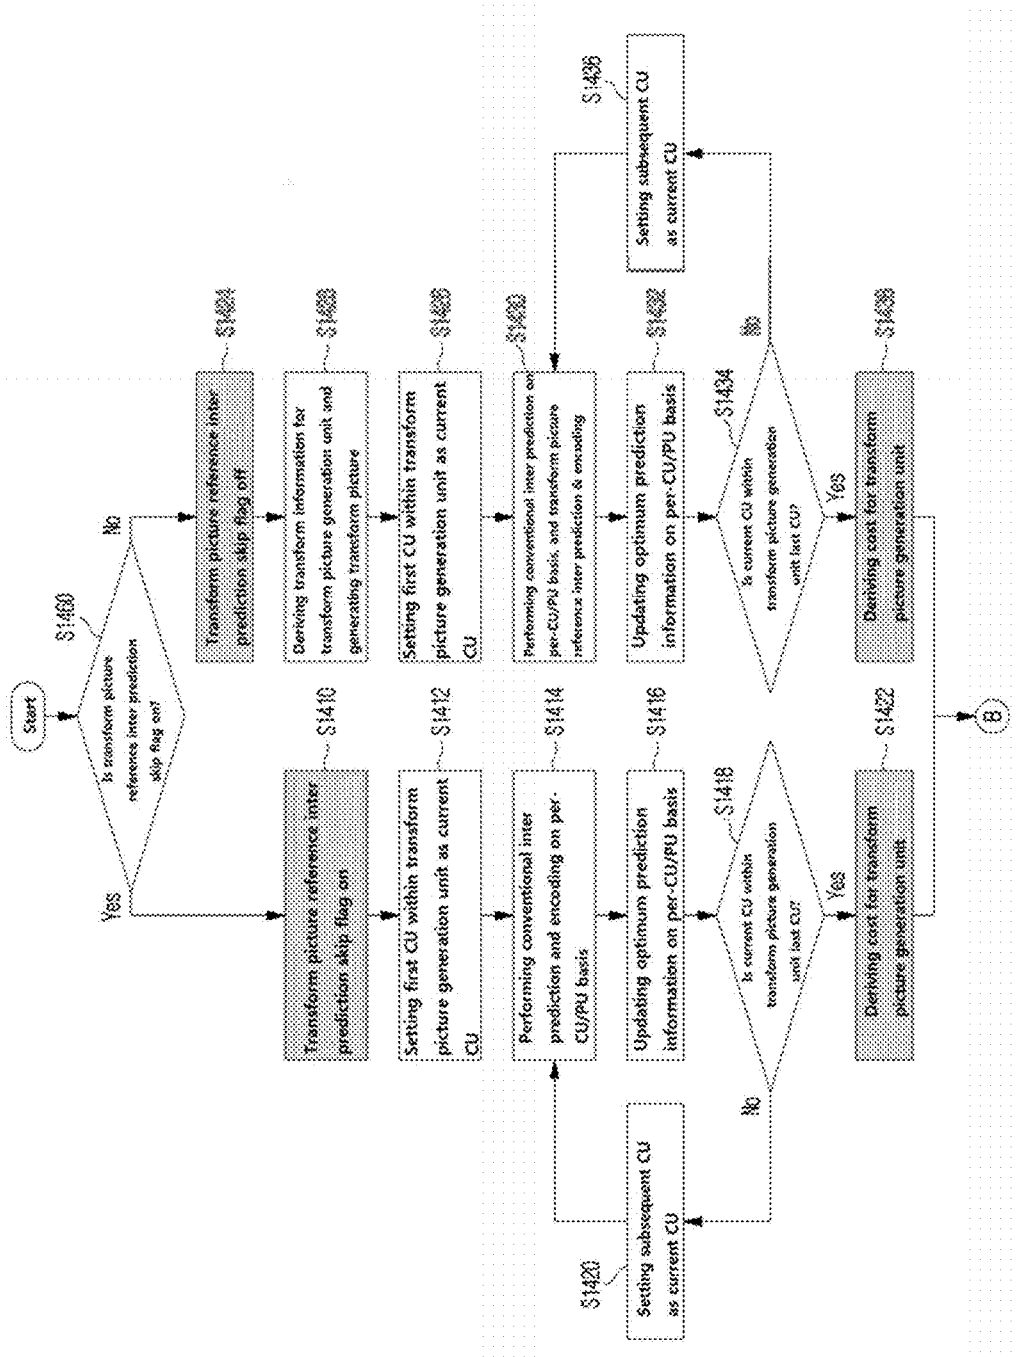 Start
S1400
Is transform picture
reference inter prediction
skip flag on?
Yes
No
S1410
Transform picture reference inter
prediction skip flag on
S1412
Setting first CU within transform
picture generation unit as current
CU
S1414
Performing conventional inter
prediction and encoding on per-
CU/PU basis
S1416
Updating optimum prediction
information on per-CU/PU basis
S1418
Is current CU within
transform picture generation
unit last CU?
No
Yes
S1420
Setting subsequent CU
as current CU
S1422
Deriving cost for transform
picture generation unit
S1424
Transform picture reference inter
prediction skip flag off
Deriving transform information for
transform picture generation unit and
generating transform picture
Setting first CU within transform
picture generation unit as current
CU
S1430
Performing conventional inter prediction on
per-CU/PU basis, and transform picture
reference inter prediction & encoding
S1432
Updating optimum prediction
information on per-CU/PU basis
S1434
Is current CU within
transform picture generation
unit last CU?
No
Yes
S1436
Setting subsequent CU
as current CU
Deriving cost for transform
picture generation unit
B